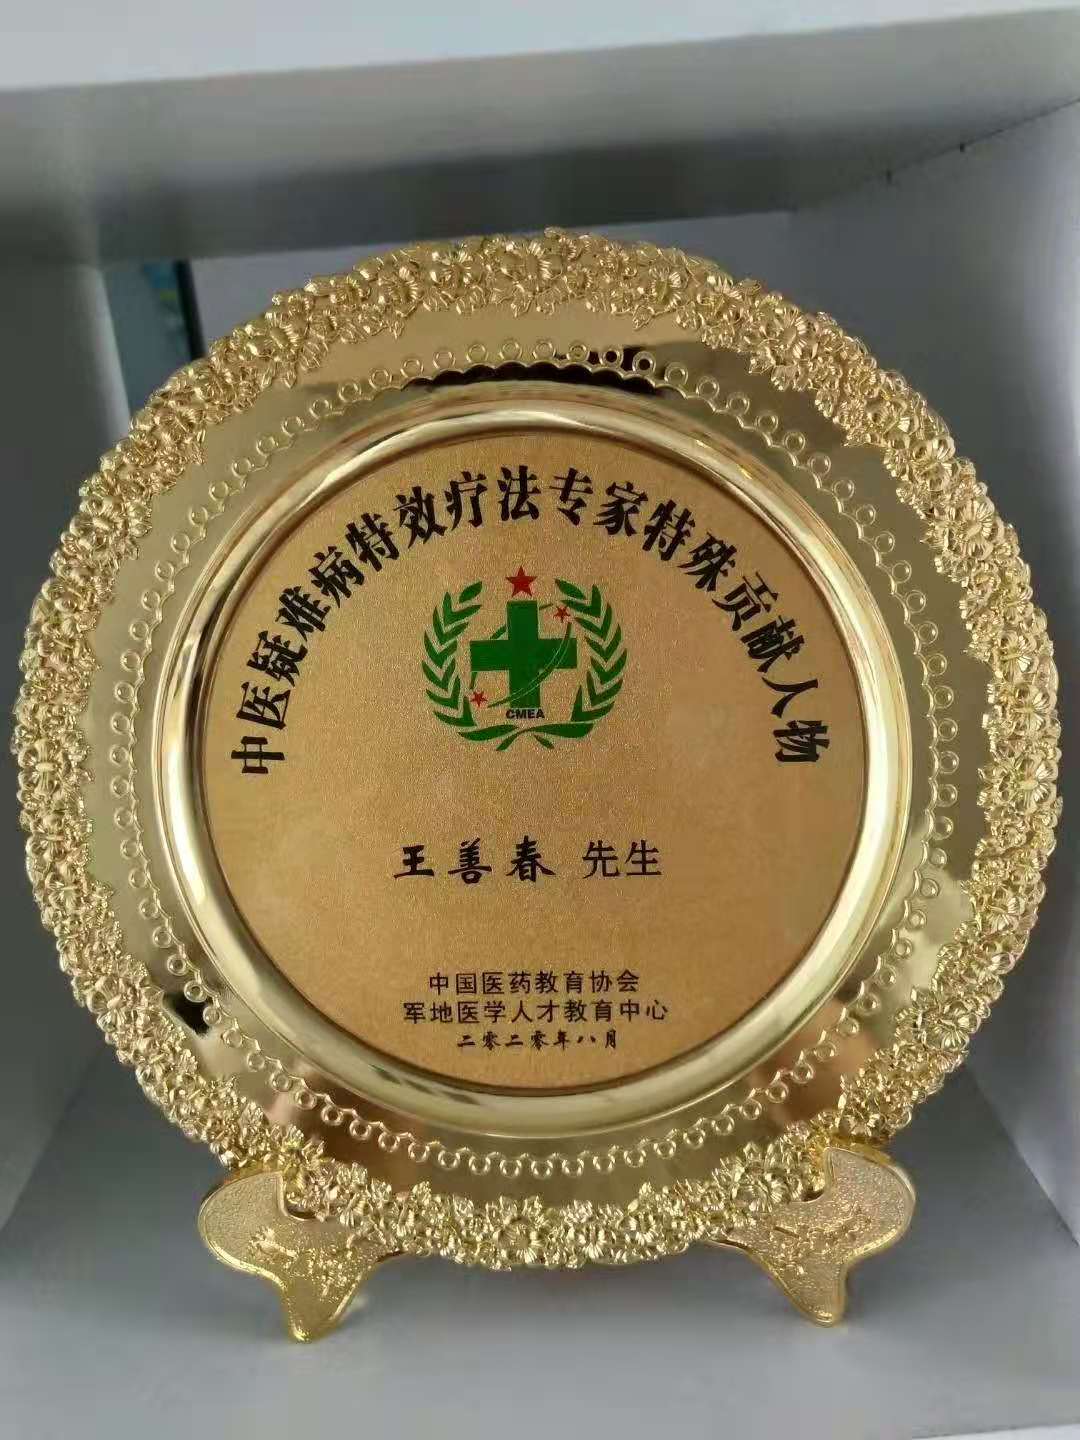 中医疑难病特效疗法专家特殊贡献人物
CMEA
王善春 先生
中国医药教育协会
军地医学人才教育中心
二零二零年八月